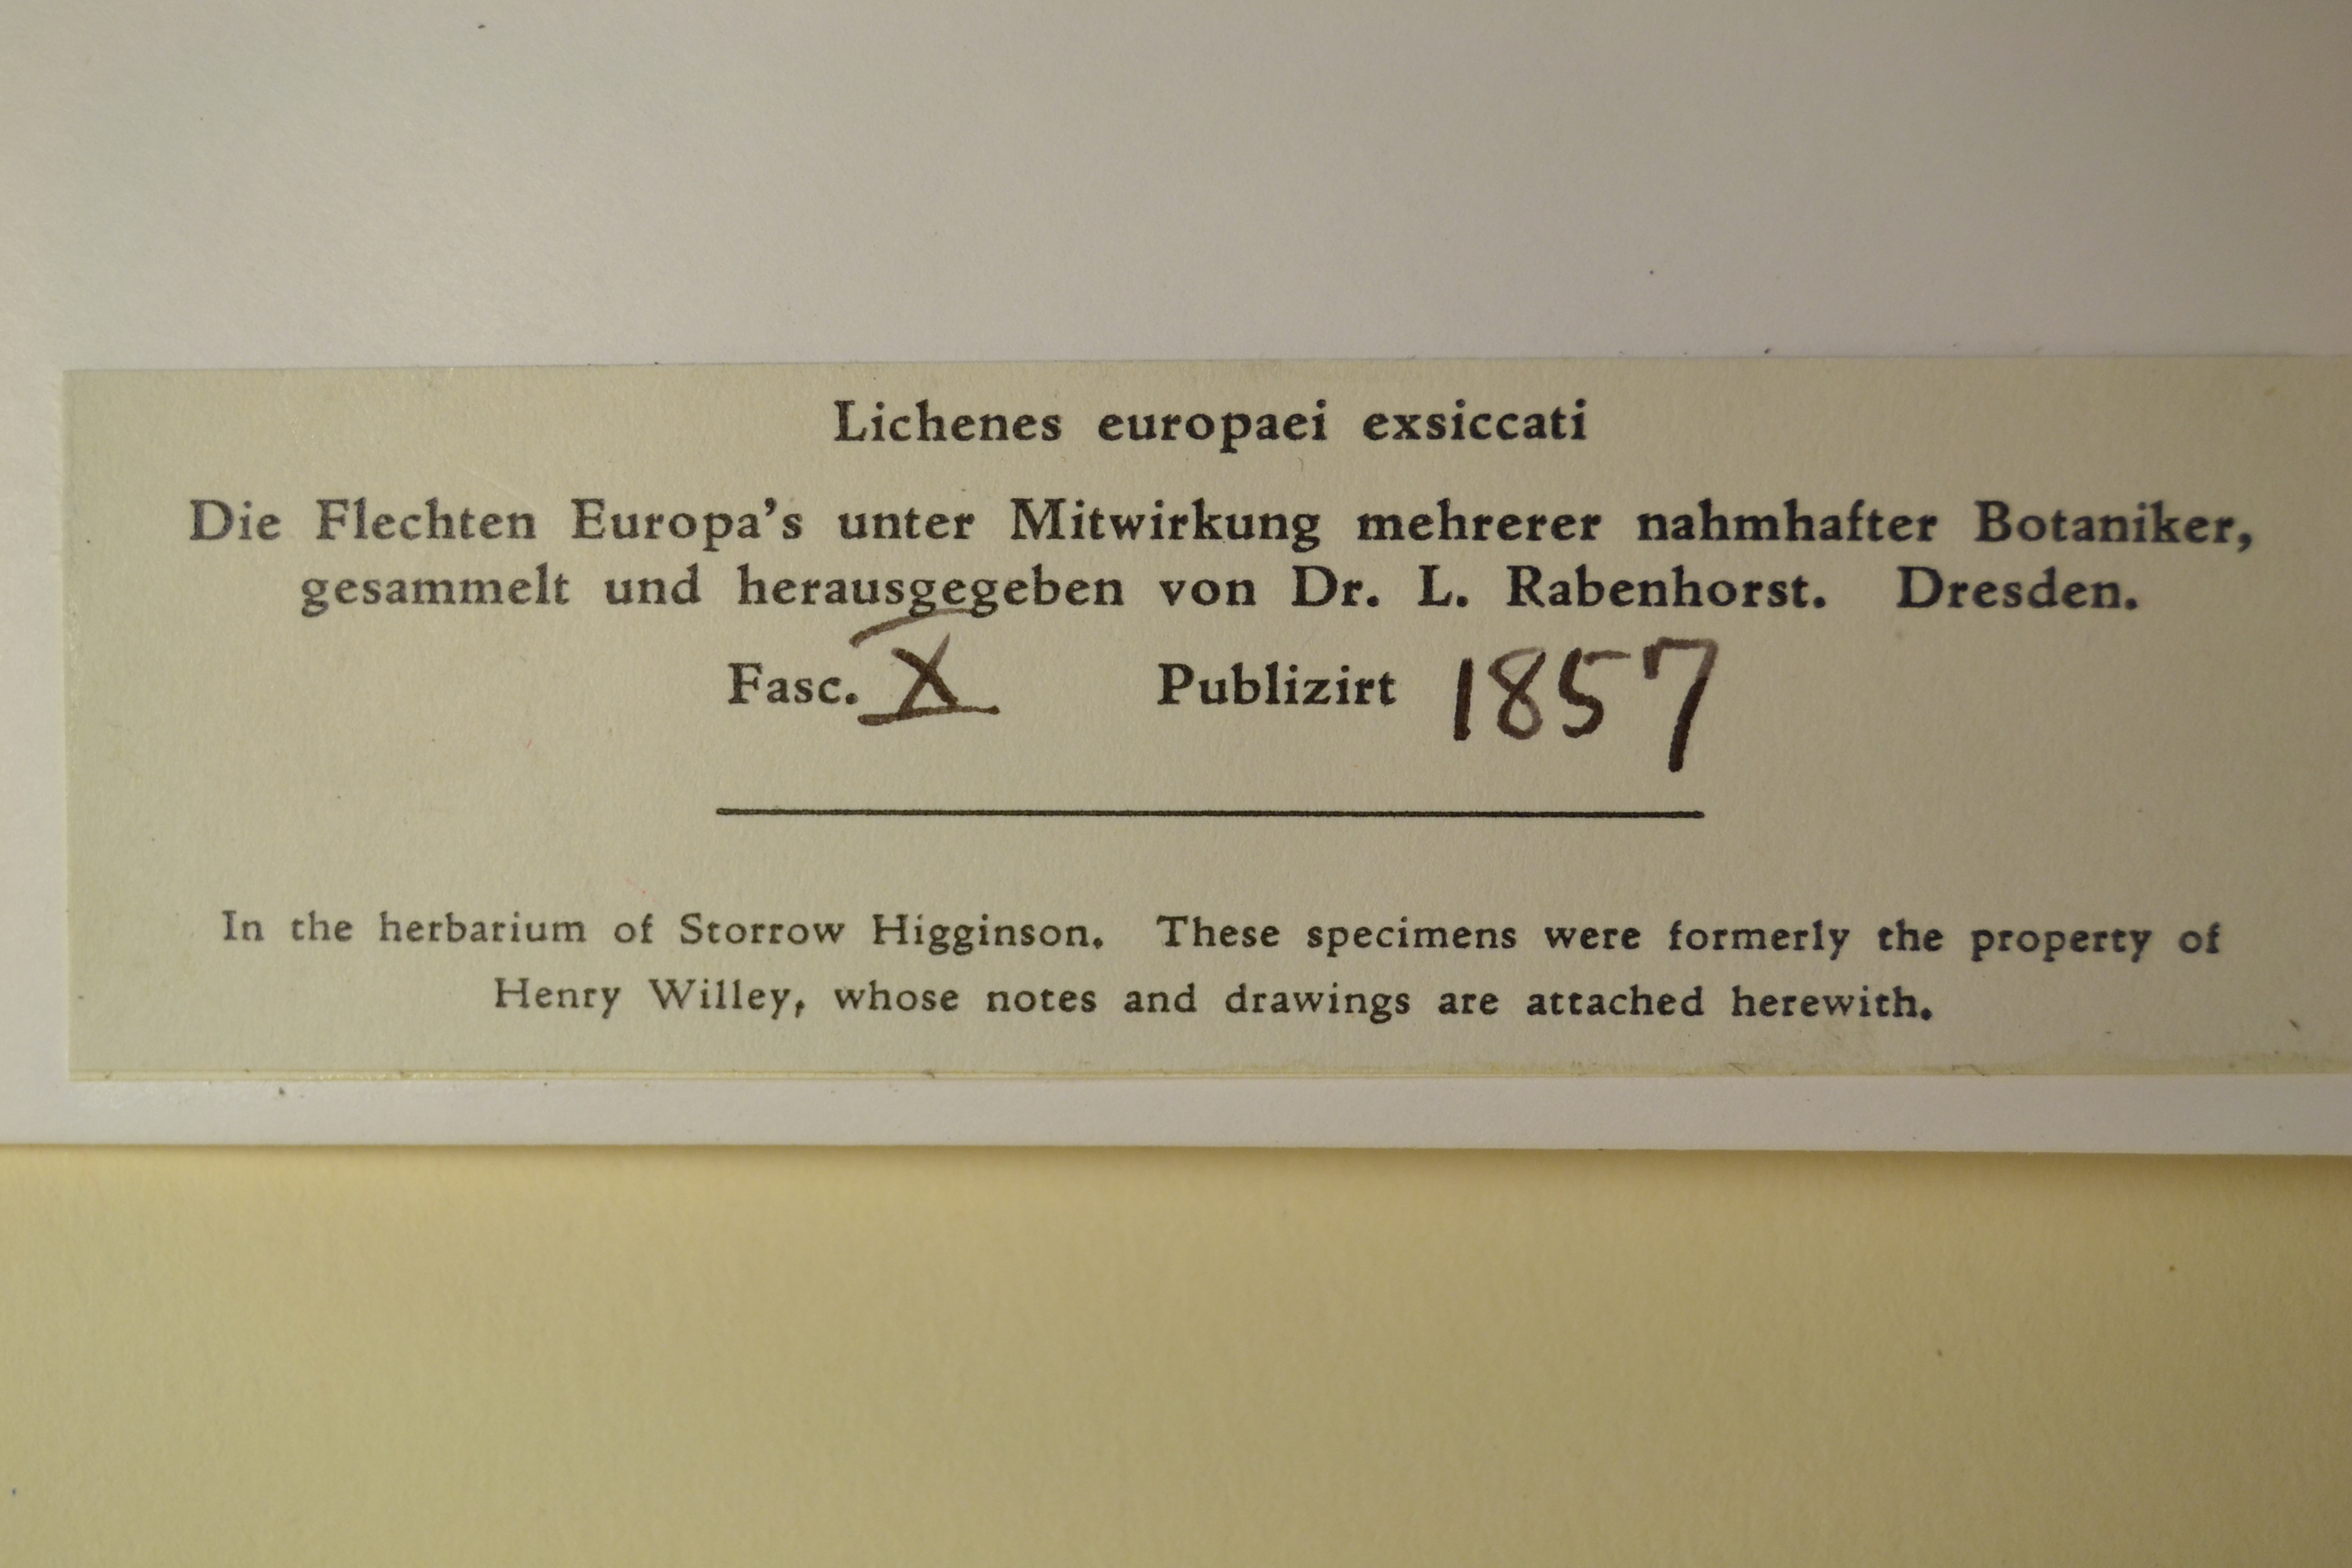 Lichenes europaei exsiccati
Die Flechten Europa's unter Mitwirkung mehrerer nahmhafter Botaniker,
gesammelt und herausgegeben von Dr. L. Rabenhorst. Dresden.
Fasc. X Publizirt 1857
In the herbarium of Storrow Higginson. These specimens were formerly the property of
Henry Willey, whose notes and drawings are attached herewith.